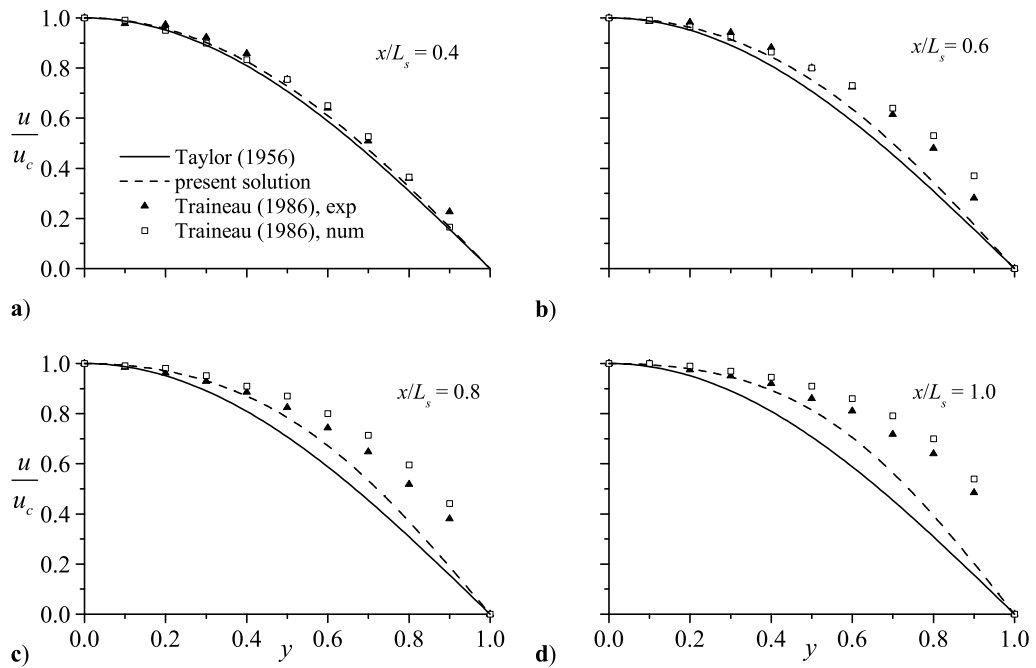 1.0
0.8
0.6
0.4
0.2
0.0
u
u_c
x/L_s = 0.4
Taylor (1956)
present solution
Traineau (1986), exp
Traineau (1986), num
a)
1.0
0.8
0.6
0.4
0.2
0.0
x/L_s = 0.6
b)
1.0
0.8
0.6
0.4
0.2
0.0
u
u_c
x/L_s = 0.8
0.0 0.2 0.4 0.6 0.8 1.0
y
c)
1.0
0.8
0.6
0.4
0.2
0.0
x/L_s = 1.0
0.0 0.2 0.4 0.6 0.8 1.0
y
d)